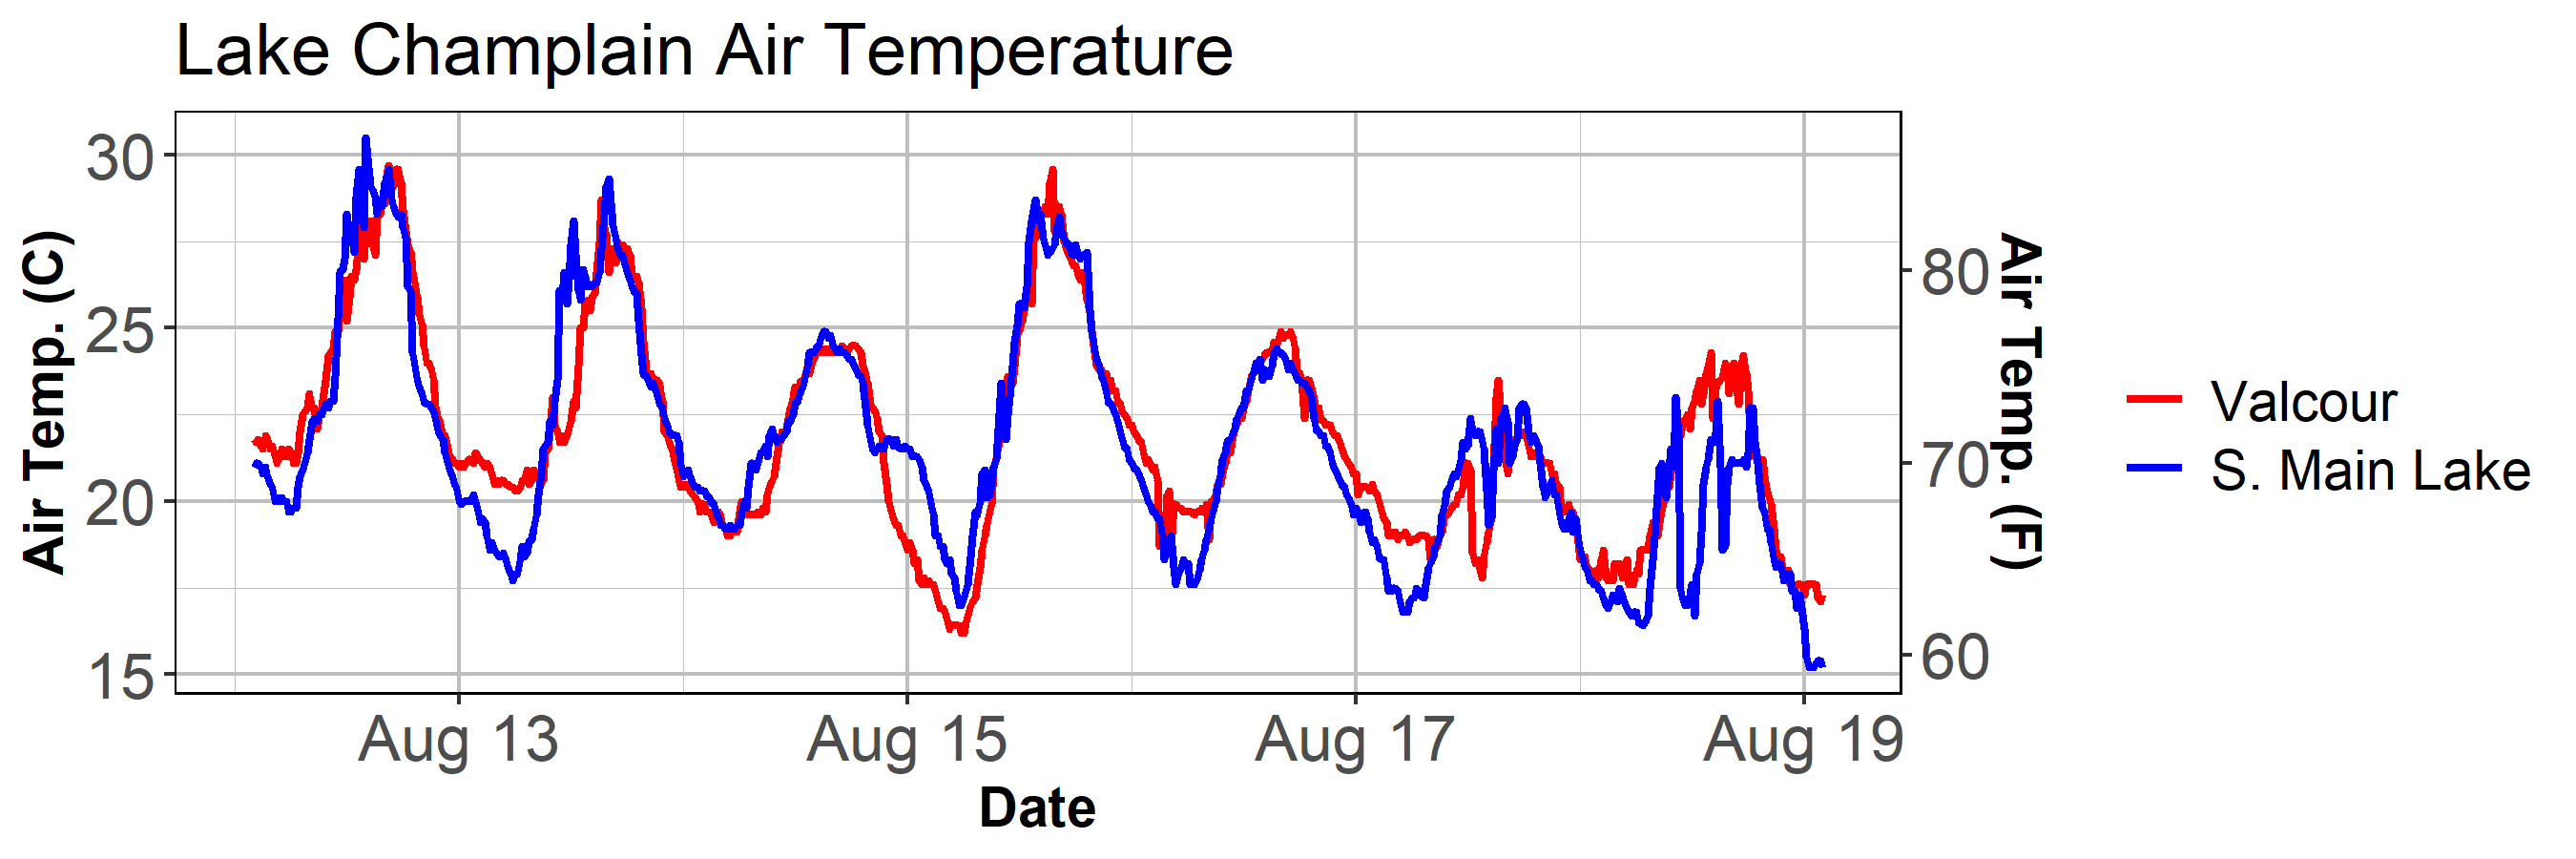 Lake Champlain Air Temperature
30
25
20
15
Air Temp. (C)
80
70
60
Air Temp. (F)
Aug 13
Aug 15
Aug 17
Aug 19
Date
Valcour
S. Main Lake